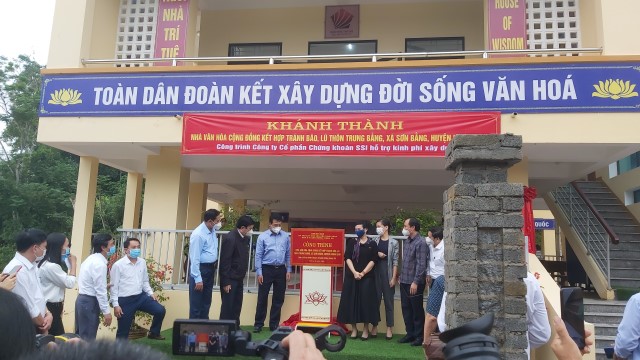 NHÀ
TRÍ
TUỆ
HOUSE
OF
WISDOM
TOÀN DÂN ĐOÀN KẾT XÂY DỰNG ĐỜI SỐNG VĂN HOÁ
KHÁNH THÀNH
NHÀ VĂN HÓA CỘNG ĐỒNG KẾT HỢP TRÁNH BÃO, LŨ THÔN TRUNG BẰNG, XÃ SƠN BẰNG, HUYỆN
Công trình Công ty Cổ phần Chứng khoán SSI hỗ trợ kinh phí xây
CÔNG TRÌNH
QUỐC